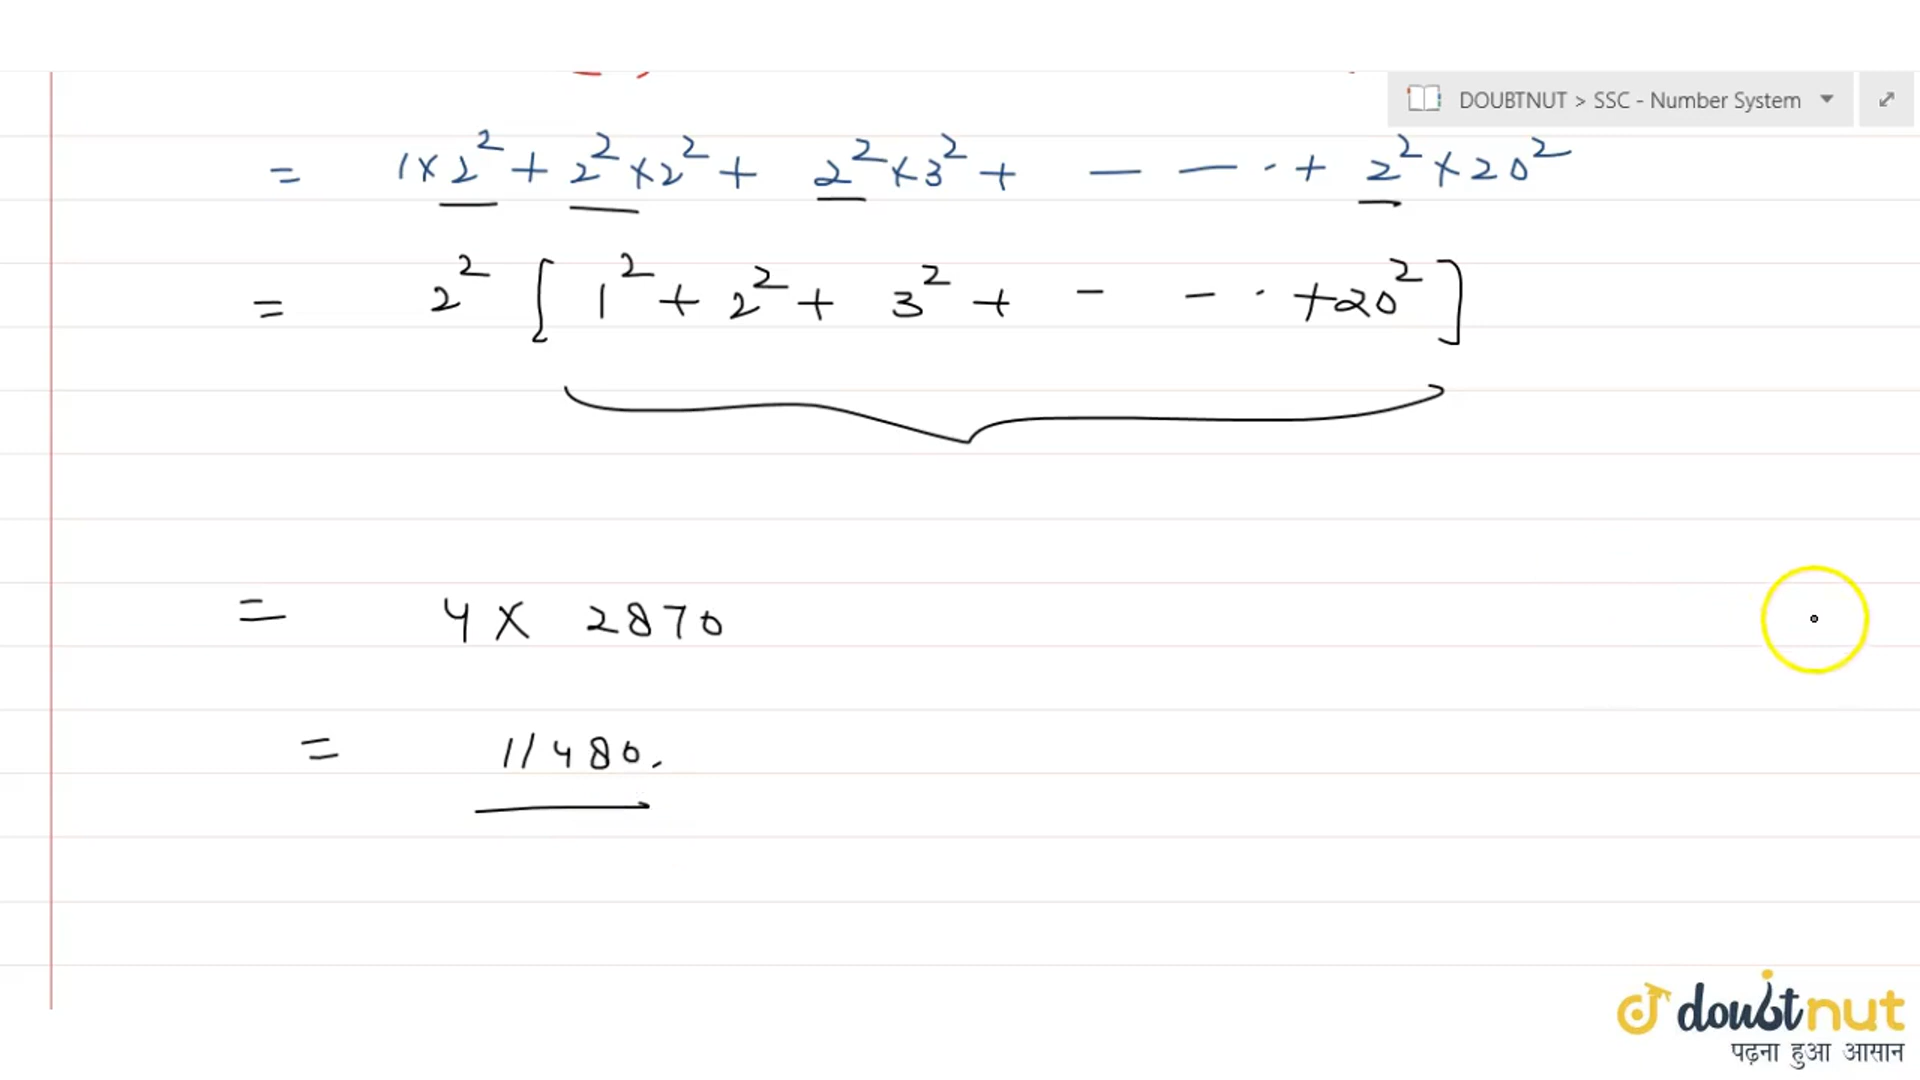 DOUBTNUT > SSC - Number System
= 1×2² + 2²×2² + 2²×3² + — — · + 2²×20²
= 2² [ 1² + 2² + 3² + - - · +20² ]
= 4 × 2870
= 11480.
doubtnut
पढ़ना हुआ आसान